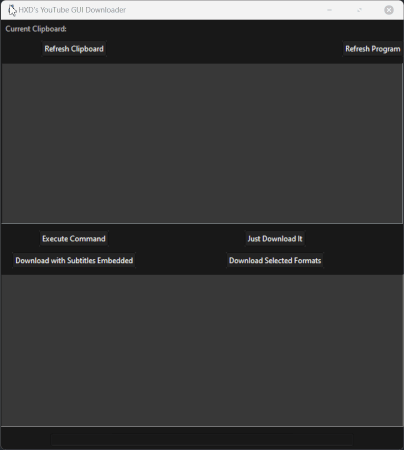 HXD's YouTube GUI Downloader
Current Clipboard:
Refresh Clipboard Refresh Program
Execute Command Just Download It
Download with Subtitles Embedded Download Selected Formats